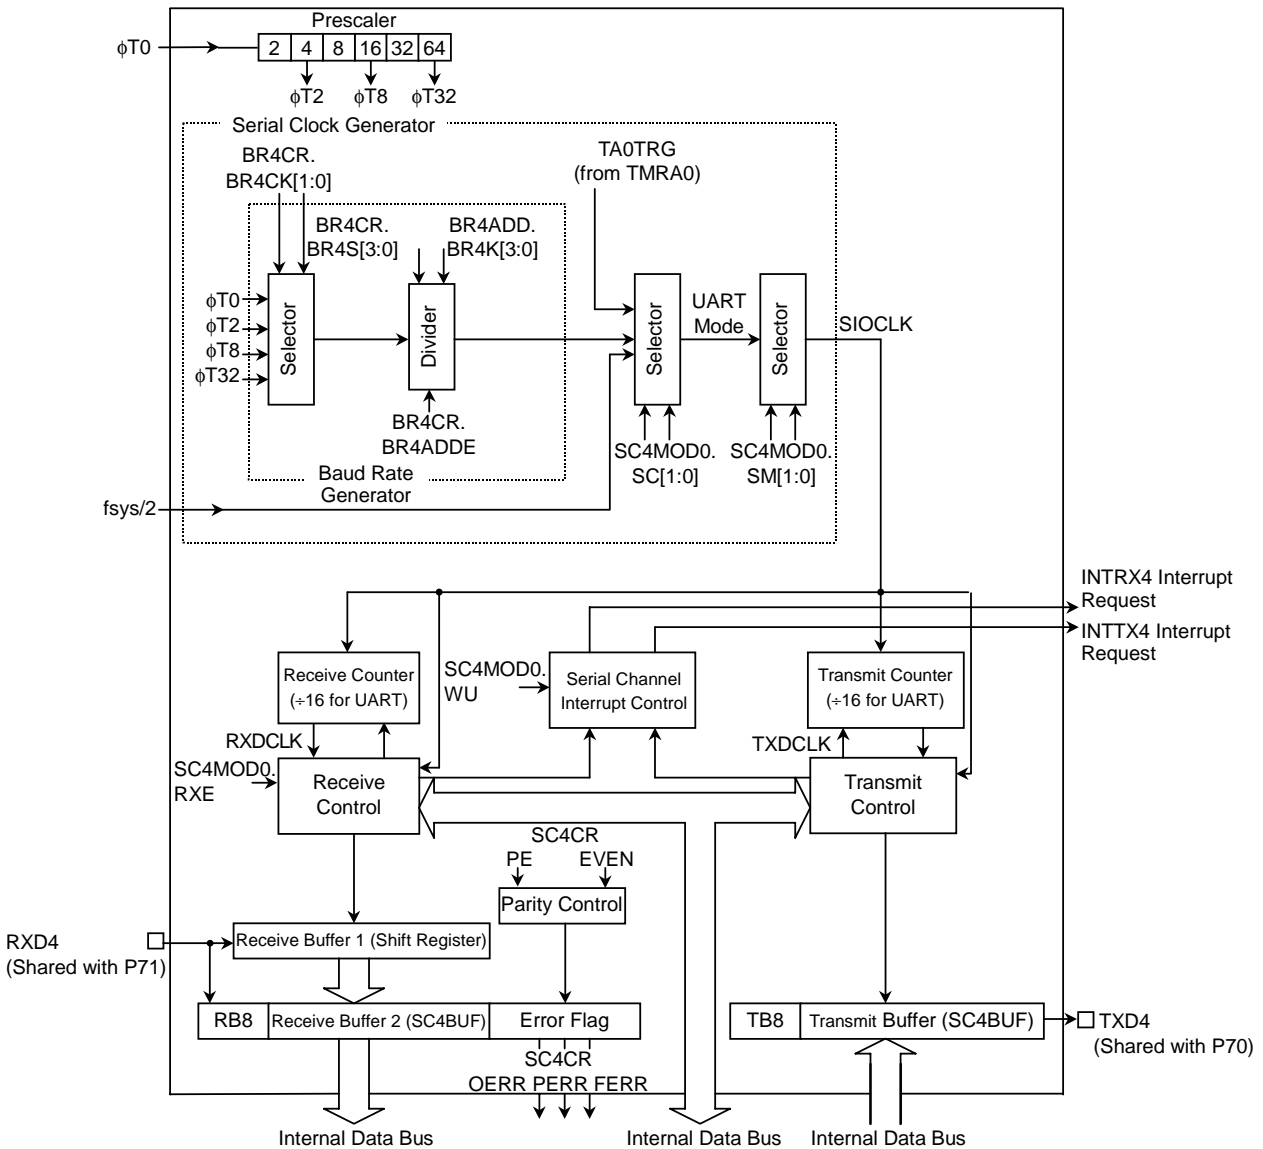 Prescaler
ϕT0
2 4 8 16 32 64
ϕT2 ϕT8 ϕT32
Serial Clock Generator
BR4CR.
BR4CK[1:0]
TA0TRG
(from TMRA0)
BR4CR.
BR4S[3:0]
BR4ADD.
BR4K[3:0]
ϕT0
ϕT2
ϕT8
ϕT32
Selector
Divider
Selector
UART
Mode
Selector
SIOCLK
BR4CR.
BR4ADDE
SC4MOD0.
SC[1:0]
SC4MOD0.
SM[1:0]
Baud Rate
Generator
fsys/2
INTRX4 Interrupt
Request
INTTX4 Interrupt
Request
Receive Counter
(÷16 for UART)
SC4MOD0.
WU
Serial Channel
Interrupt Control
Transmit Counter
(÷16 for UART)
RXDCLK
TXDCLK
SC4MOD0.
RXE
Receive
Control
Transmit
Control
SC4CR
PE EVEN
Parity Control
RXD4
(Shared with P71)
Receive Buffer 1 (Shift Register)
RB8 Receive Buffer 2 (SC4BUF) Error Flag
TB8 Transmit Buffer (SC4BUF)
TXD4
(Shared with P70)
SC4CR
OERR PERR FERR
Internal Data Bus
Internal Data Bus
Internal Data Bus